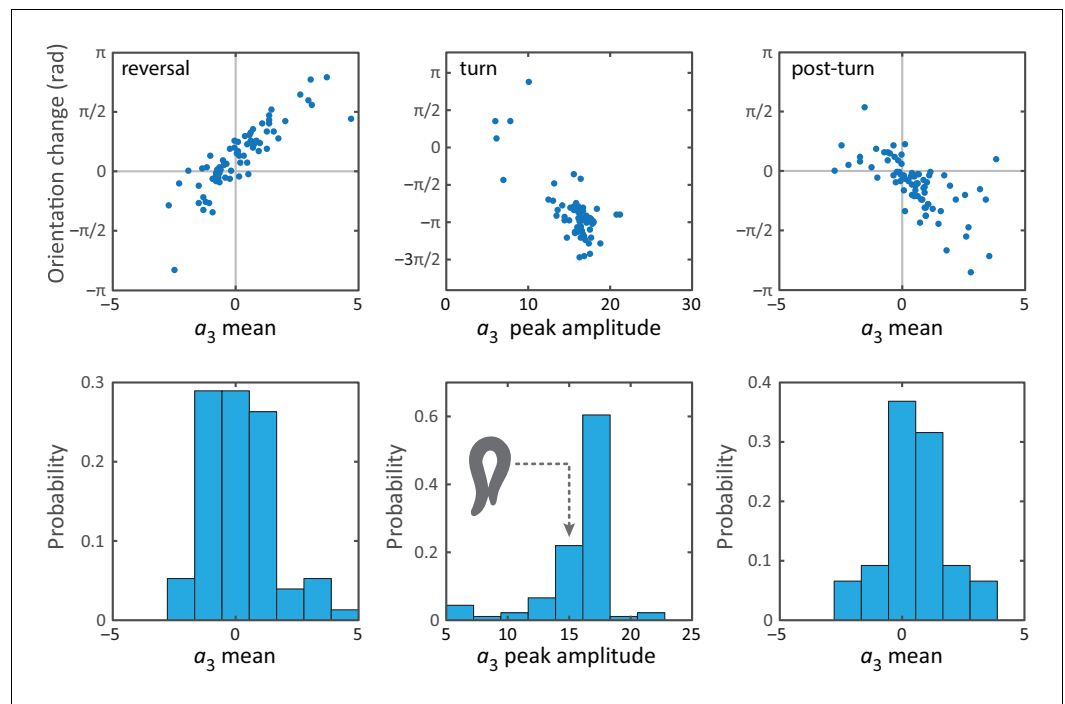 Orientation change (rad)
π
π/2
0
−π/2
−π
reversal
−5
0
5
a3 mean
π
π/2
0
−π/2
−π
−3π/2
turn
0
10
20
30
a3 peak amplitude
π
π/2
0
−π/2
−π
post-turn
−5
0
5
a3 mean
Probability
0.3
0.2
0.1
0
−5
0
5
a3 mean
Probability
0.6
0.4
0.2
0
5
10
15
20
25
a3 peak amplitude
Probability
0.4
0.3
0.2
0.1
0
−5
0
5
a3 mean